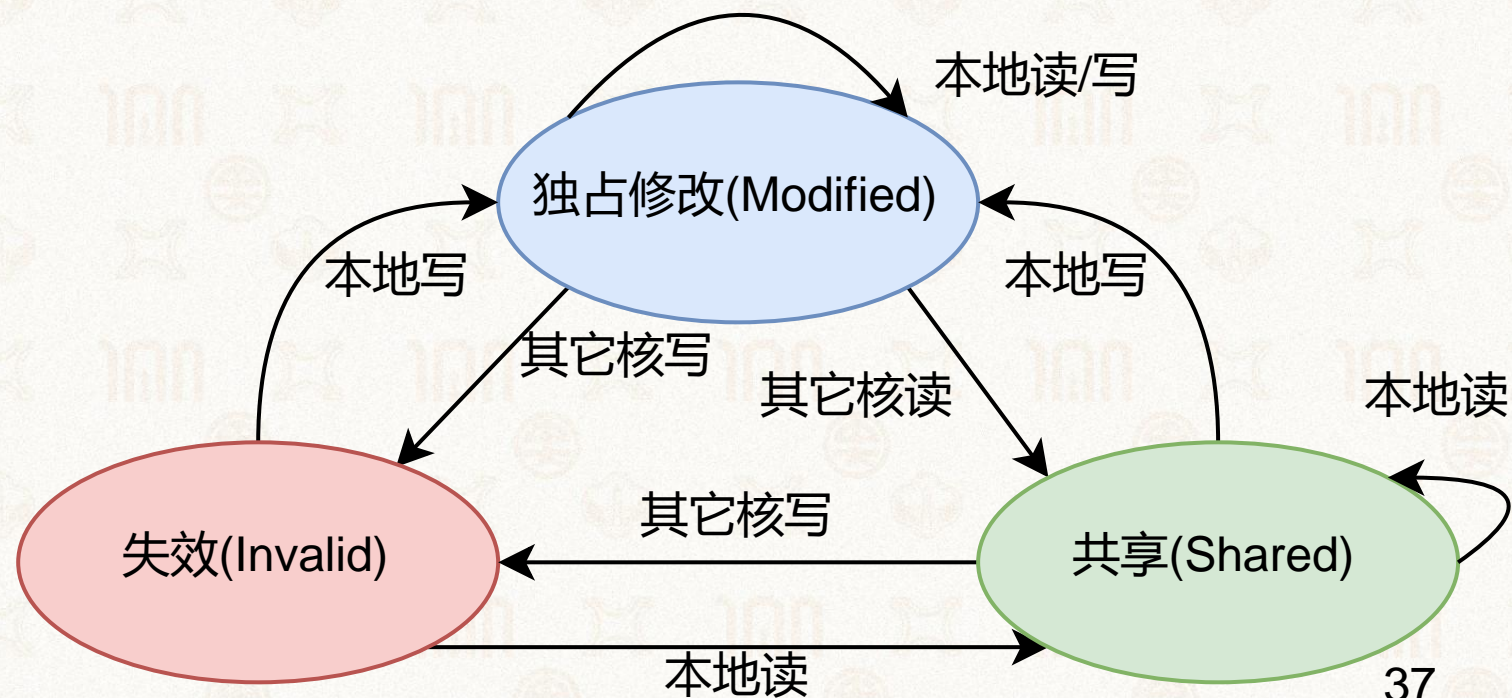 本地读/写
独占修改(Modified)
本地写
本地写
其它核写
其它核读
本地读
其它核写
失效(Invalid)
共享(Shared)
本地读
37